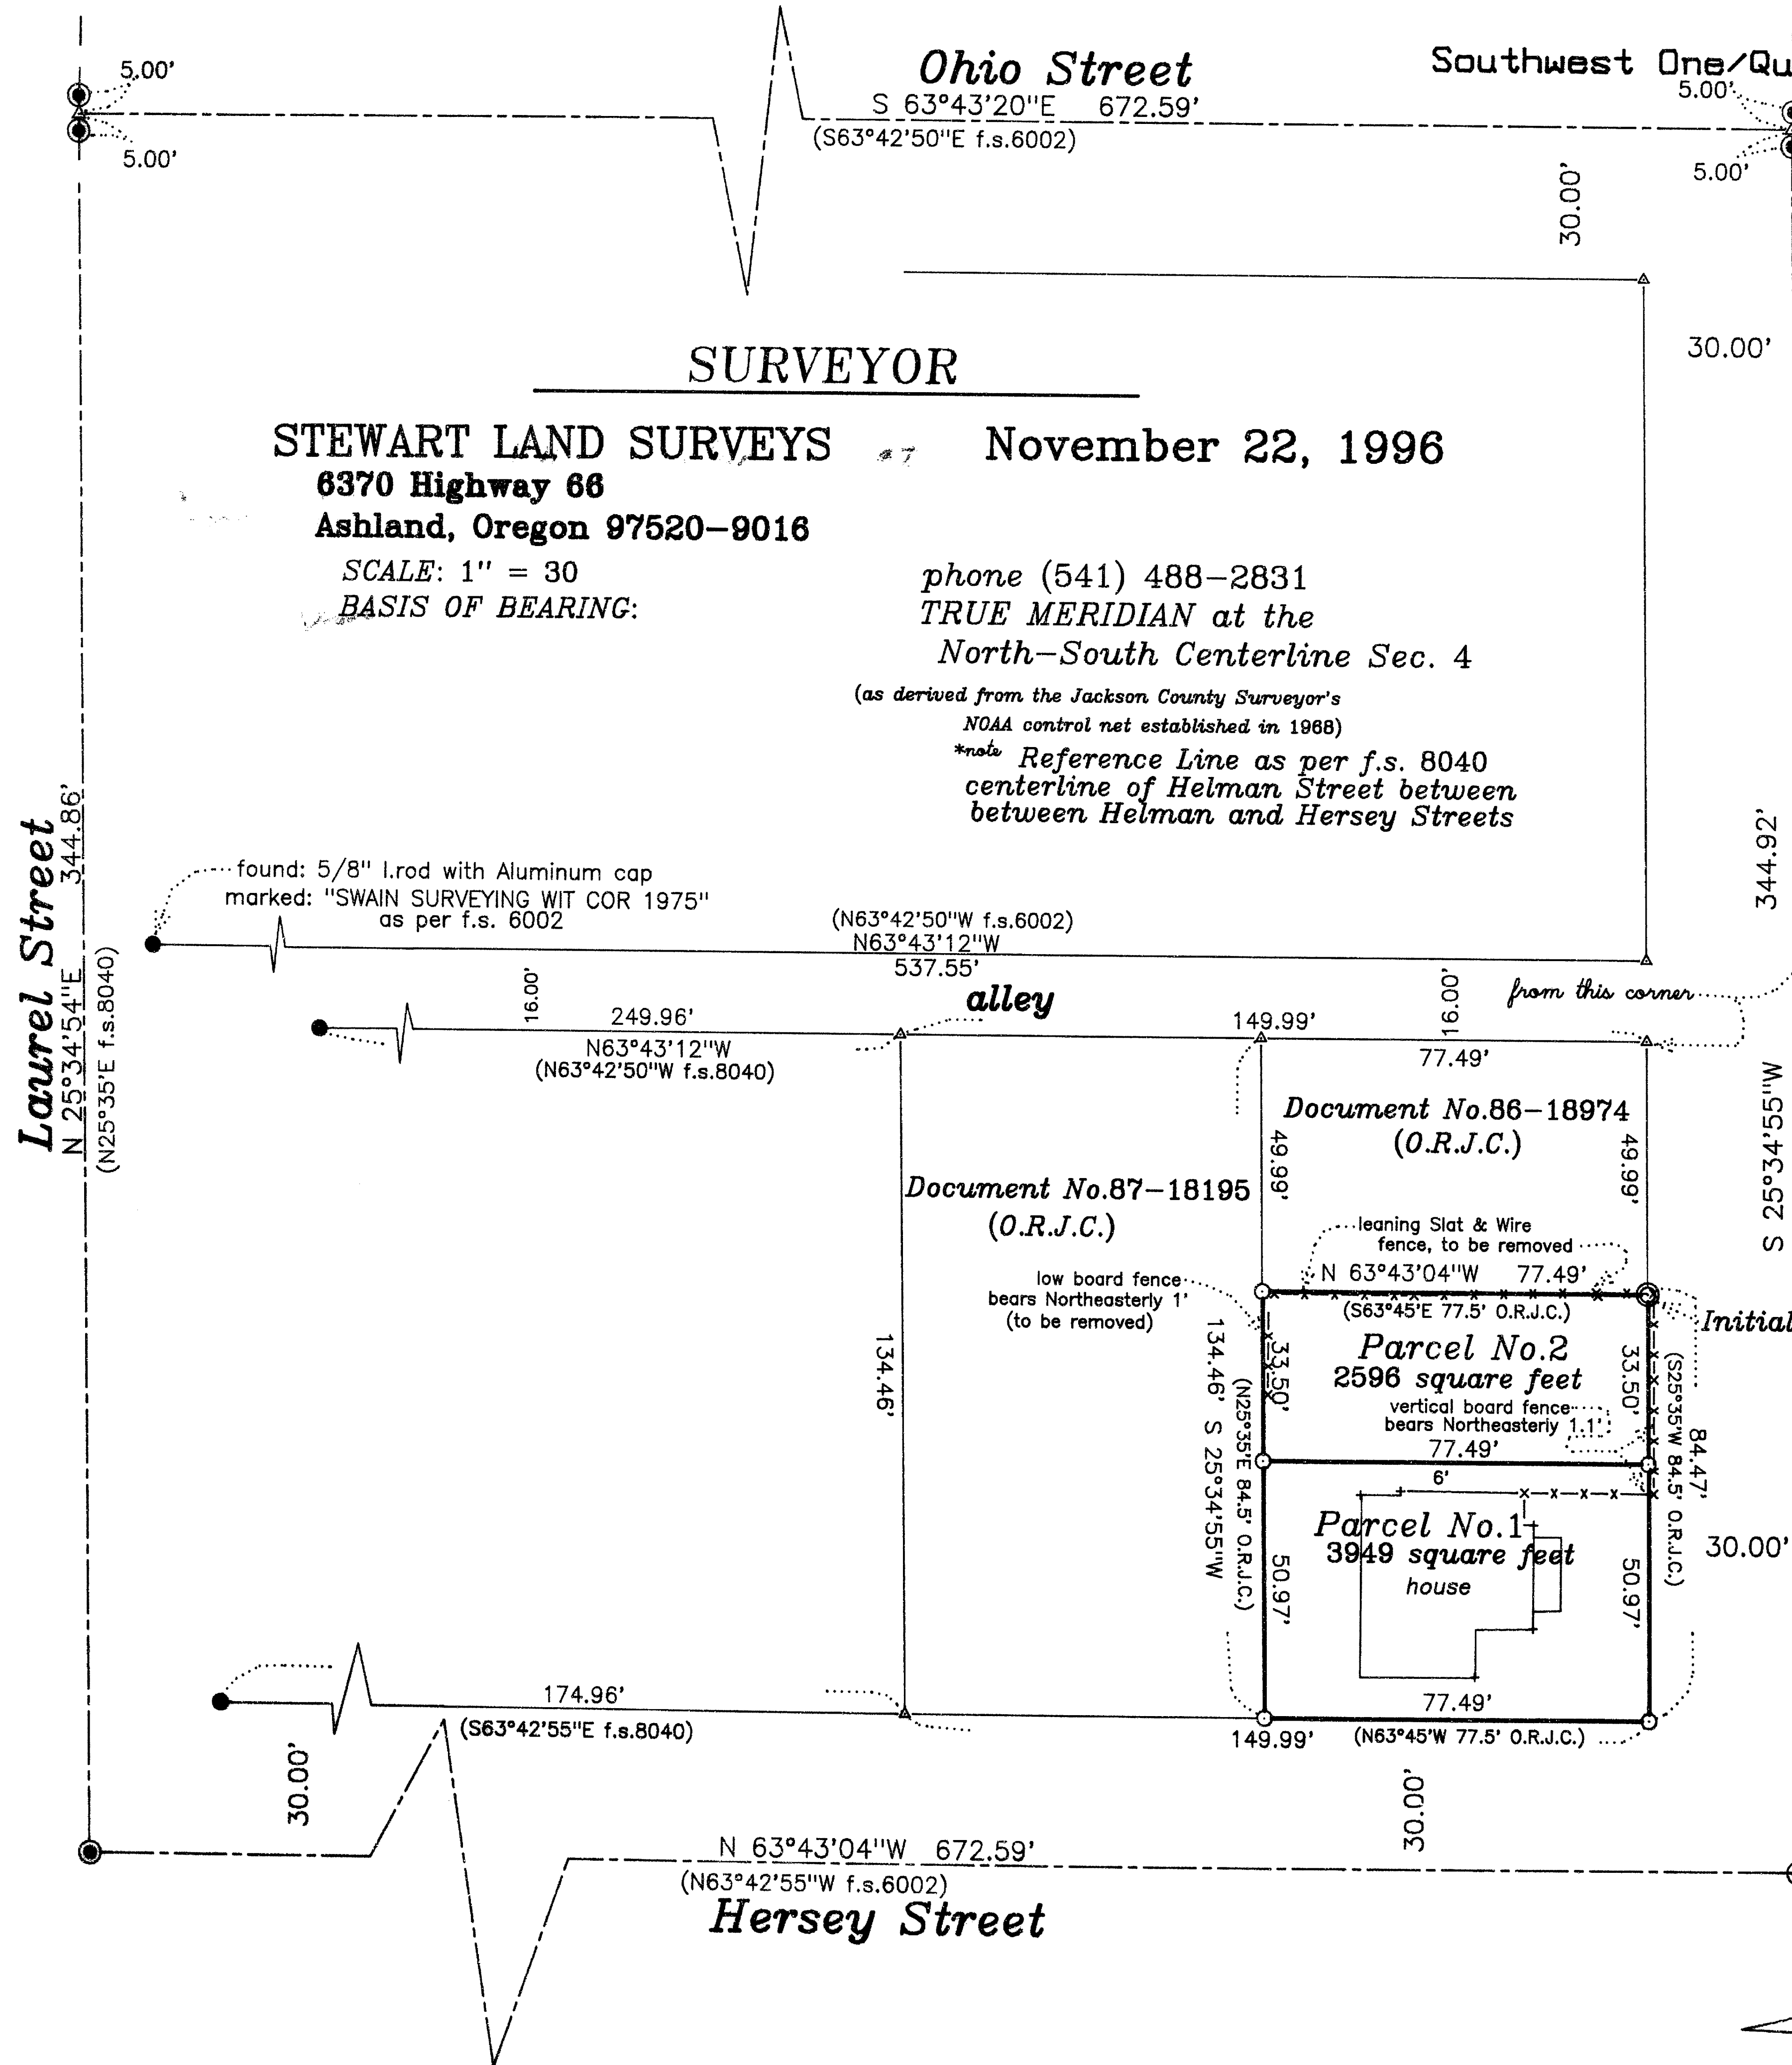 Ohio Street
S 63°43'20"E 672.59'
(S63°42'50"E f.s.6002)
Southwest One/Qu
5.00'
5.00'
5.00'
5.00'
30.00'
30.00'
SURVEYOR
STEWART LAND SURVEYS
November 22, 1996
6370 Highway 66
Ashland, Oregon 97520-9016
SCALE: 1" = 30
BASIS OF BEARING:
phone (541) 488-2831
TRUE MERIDIAN at the
North-South Centerline Sec. 4
(as derived from the Jackson County Surveyor's
NOAA control net established in 1968)
*note Reference Line as per f.s. 8040
centerline of Helman Street between
between Helman and Hersey Streets
Laurel Street
N 25°34'54"E 344.86'
(N25°35'E f.s.8040)
found: 5/8" I.rod with Aluminum cap
marked: "SWAIN SURVEYING WIT COR 1975"
as per f.s. 6002
(N63°42'50"W f.s.6002)
N63°43'12"W
537.55'
344.92'
S 25°34'55"W
16.00'
alley
16.00'
from this corner
249.96'
N63°43'12"W
(N63°42'50"W f.s.8040)
149.99'
77.49'
Document No.86-18974
(O.R.J.C.)
49.99'
49.99'
Document No.87-18195
(O.R.J.C.)
leaning Slat & Wire
fence, to be removed
N 63°43'04"W 77.49'
(S63°45'E 77.5' O.R.J.C.)
low board fence
bears Northeasterly 1'
(to be removed)
Initial
134.46'
134.46' S 25°34'55"W
(N25°35'E 84.5' O.R.J.C.)
33.50'
Parcel No.2
2596 square feet
33.50'
vertical board fence
bears Northeasterly 1.1'
(S25°35'W 84.5' O.R.J.C.)
84.47'
77.49'
6'
Parcel No.1
3949 square feet
house
50.97'
50.97'
30.00'
174.96'
(S63°42'55"E f.s.8040)
77.49'
149.99'
(N63°45'W 77.5' O.R.J.C.)
30.00'
30.00'
N 63°43'04"W 672.59'
(N63°42'55"W f.s.6002)
Hersey Street